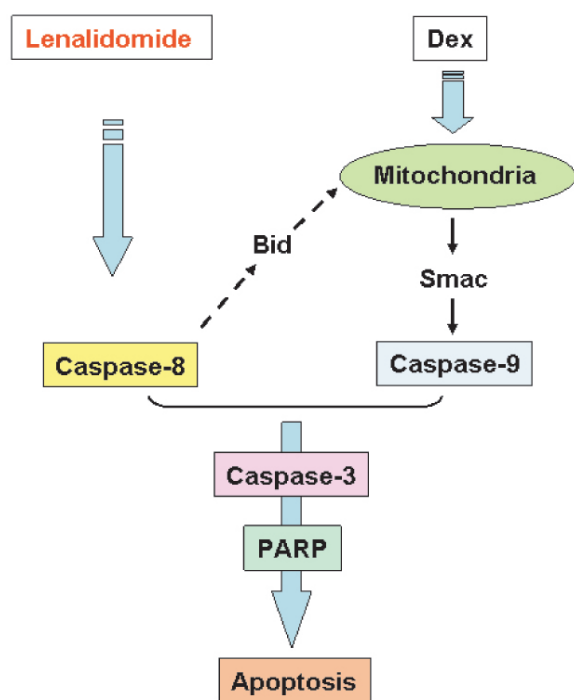 Lenalidomide
Dex
Mitochondria
Bid
Smac
Caspase-8
Caspase-9
Caspase-3
PARP
Apoptosis